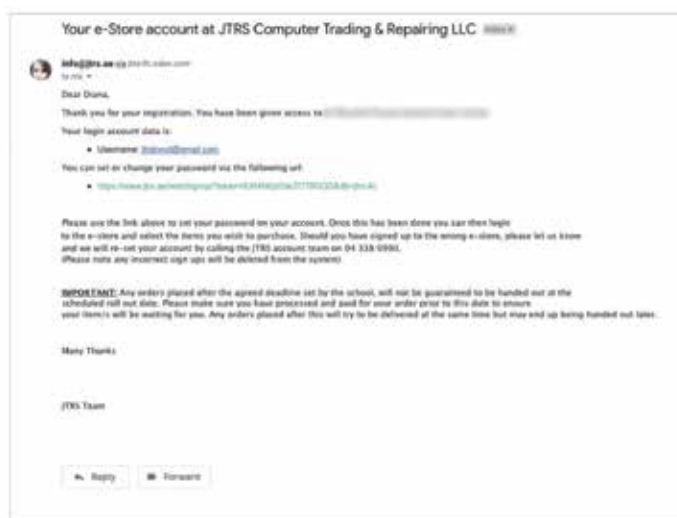 Your e-Store account at JTRS Computer Trading & Repairing LLC
info@jtrs.ae via
to me
Dear Diana,
Thank you for your registration. You have been given access to
Your login account data is:
Username:
You can set or change your password via the following url:
Please use the link above to set your password on your account. Once this has been done you can then login
to the e-store and select the items you wish to purchase. Should you have signed up to the wrong e-store, please let us know
and we will re-set your account by calling the JTRS account team on 04 338
(Please note any incorrect sign ups will be deleted from the system)
IMPORTANT: Any orders placed after the agreed deadline set by the school, will not be guaranteed to be handed out at the
scheduled roll out date. Please make sure you have processed and paid for your order prior to this date to ensure
your item/s will be waiting for you. Any orders placed after this will try to be delivered at the same time but may end up being handed out later.
Many Thanks
JTRS Team
Reply Forward